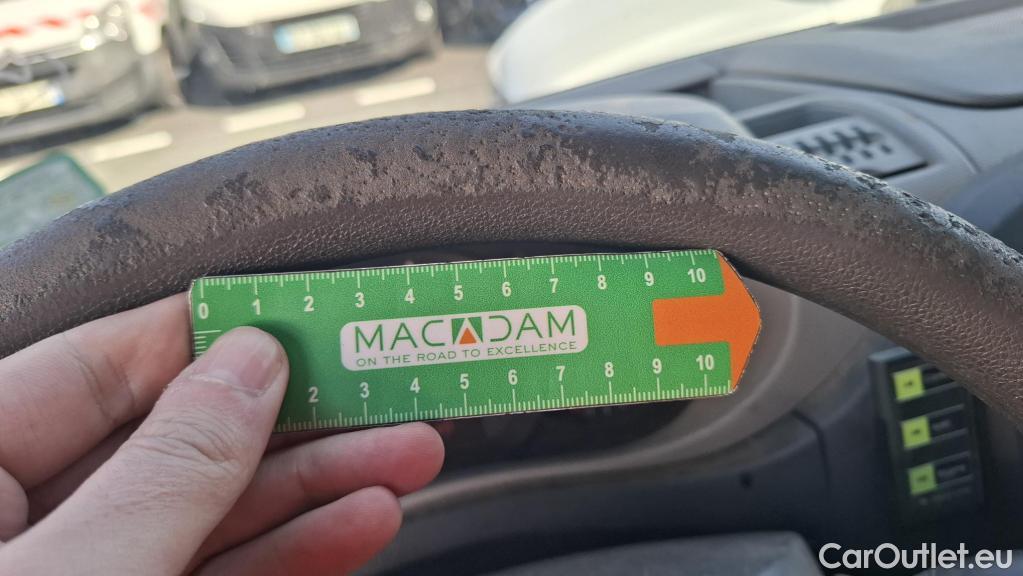 0 1 2 3 4 5 6 7 8 9 10
MACADAM
ON THE ROAD TO EXCELLENCE
2 3 4 5 6 7 8 9 10
CarOutlet.eu